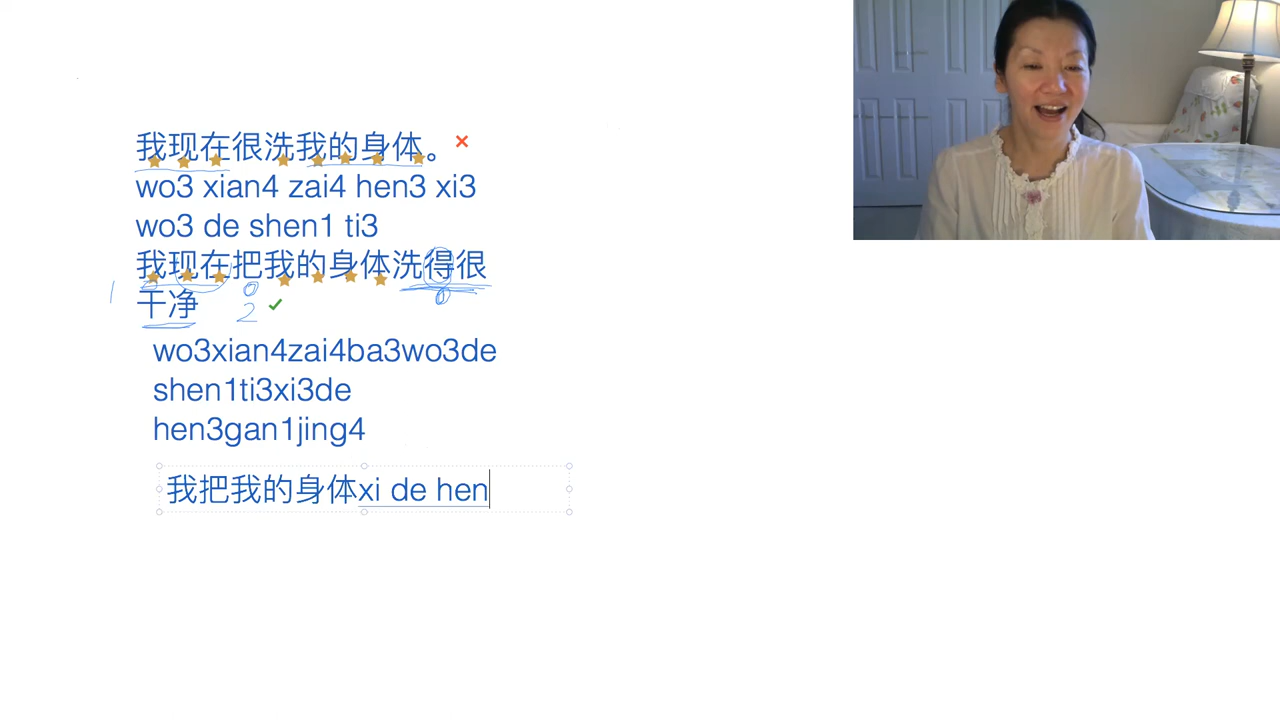 我现在很洗我的身体。
wo3 xian4 zai4 hen3 xi3
wo3 de shen1 ti3
我现在把我的身体洗得很
干净
1
2
wo3xian4zai4ba3wo3de
shen1ti3xi3de
hen3gan1jing4
我把我的身体xi de hen